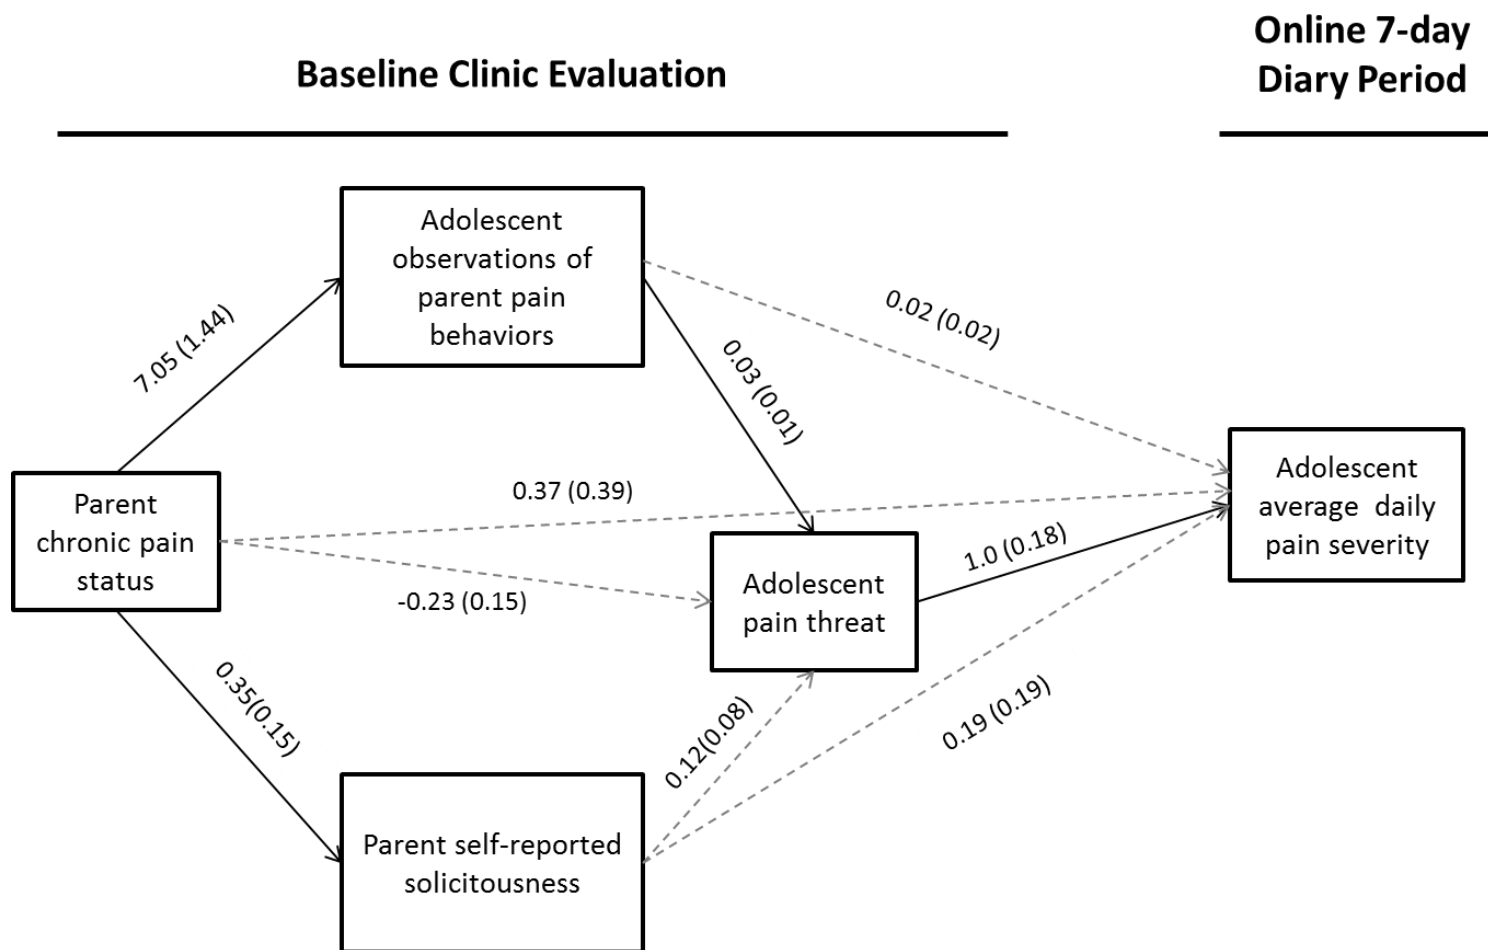 Baseline Clinic Evaluation
Online 7-day
Diary Period
Adolescent
observations of
parent pain
behaviors
7.05 (1.44)
0.02 (0.02)
0.03 (0.01)
Parent
chronic pain
status
0.37 (0.39)
-0.23 (0.15)
Adolescent
pain threat
1.0 (0.18)
Adolescent
average daily
pain severity
0.35(0.15)
0.12(0.08)
0.19 (0.19)
Parent self-reported
solicitousness